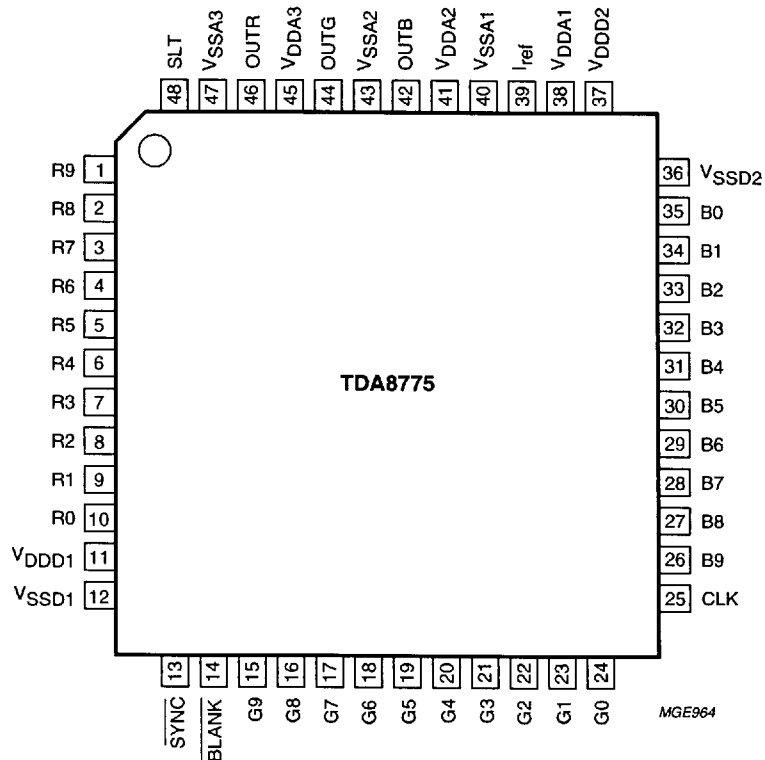 48 SLT
47 VSSA3
46 OUTR
45 VDDA3
44 OUTG
43 VSSA2
42 OUTB
41 VDDA2
40 VSSA1
39 Iref
38 VDDA1
37 VDDD2
R9 1
R8 2
R7 3
R6 4
R5 5
R4 6
R3 7
R2 8
R1 9
R0 10
VDDD1 11
VSSD1 12
TDA8775
36 VSSD2
35 B0
34 B1
33 B2
32 B3
31 B4
30 B5
29 B6
28 B7
27 B8
26 B9
25 CLK
SYNC 13
BLANK 14
G9 15
G8 16
G7 17
G6 18
G5 19
G4 20
G3 21
G2 22
G1 23
G0 24
MGE964